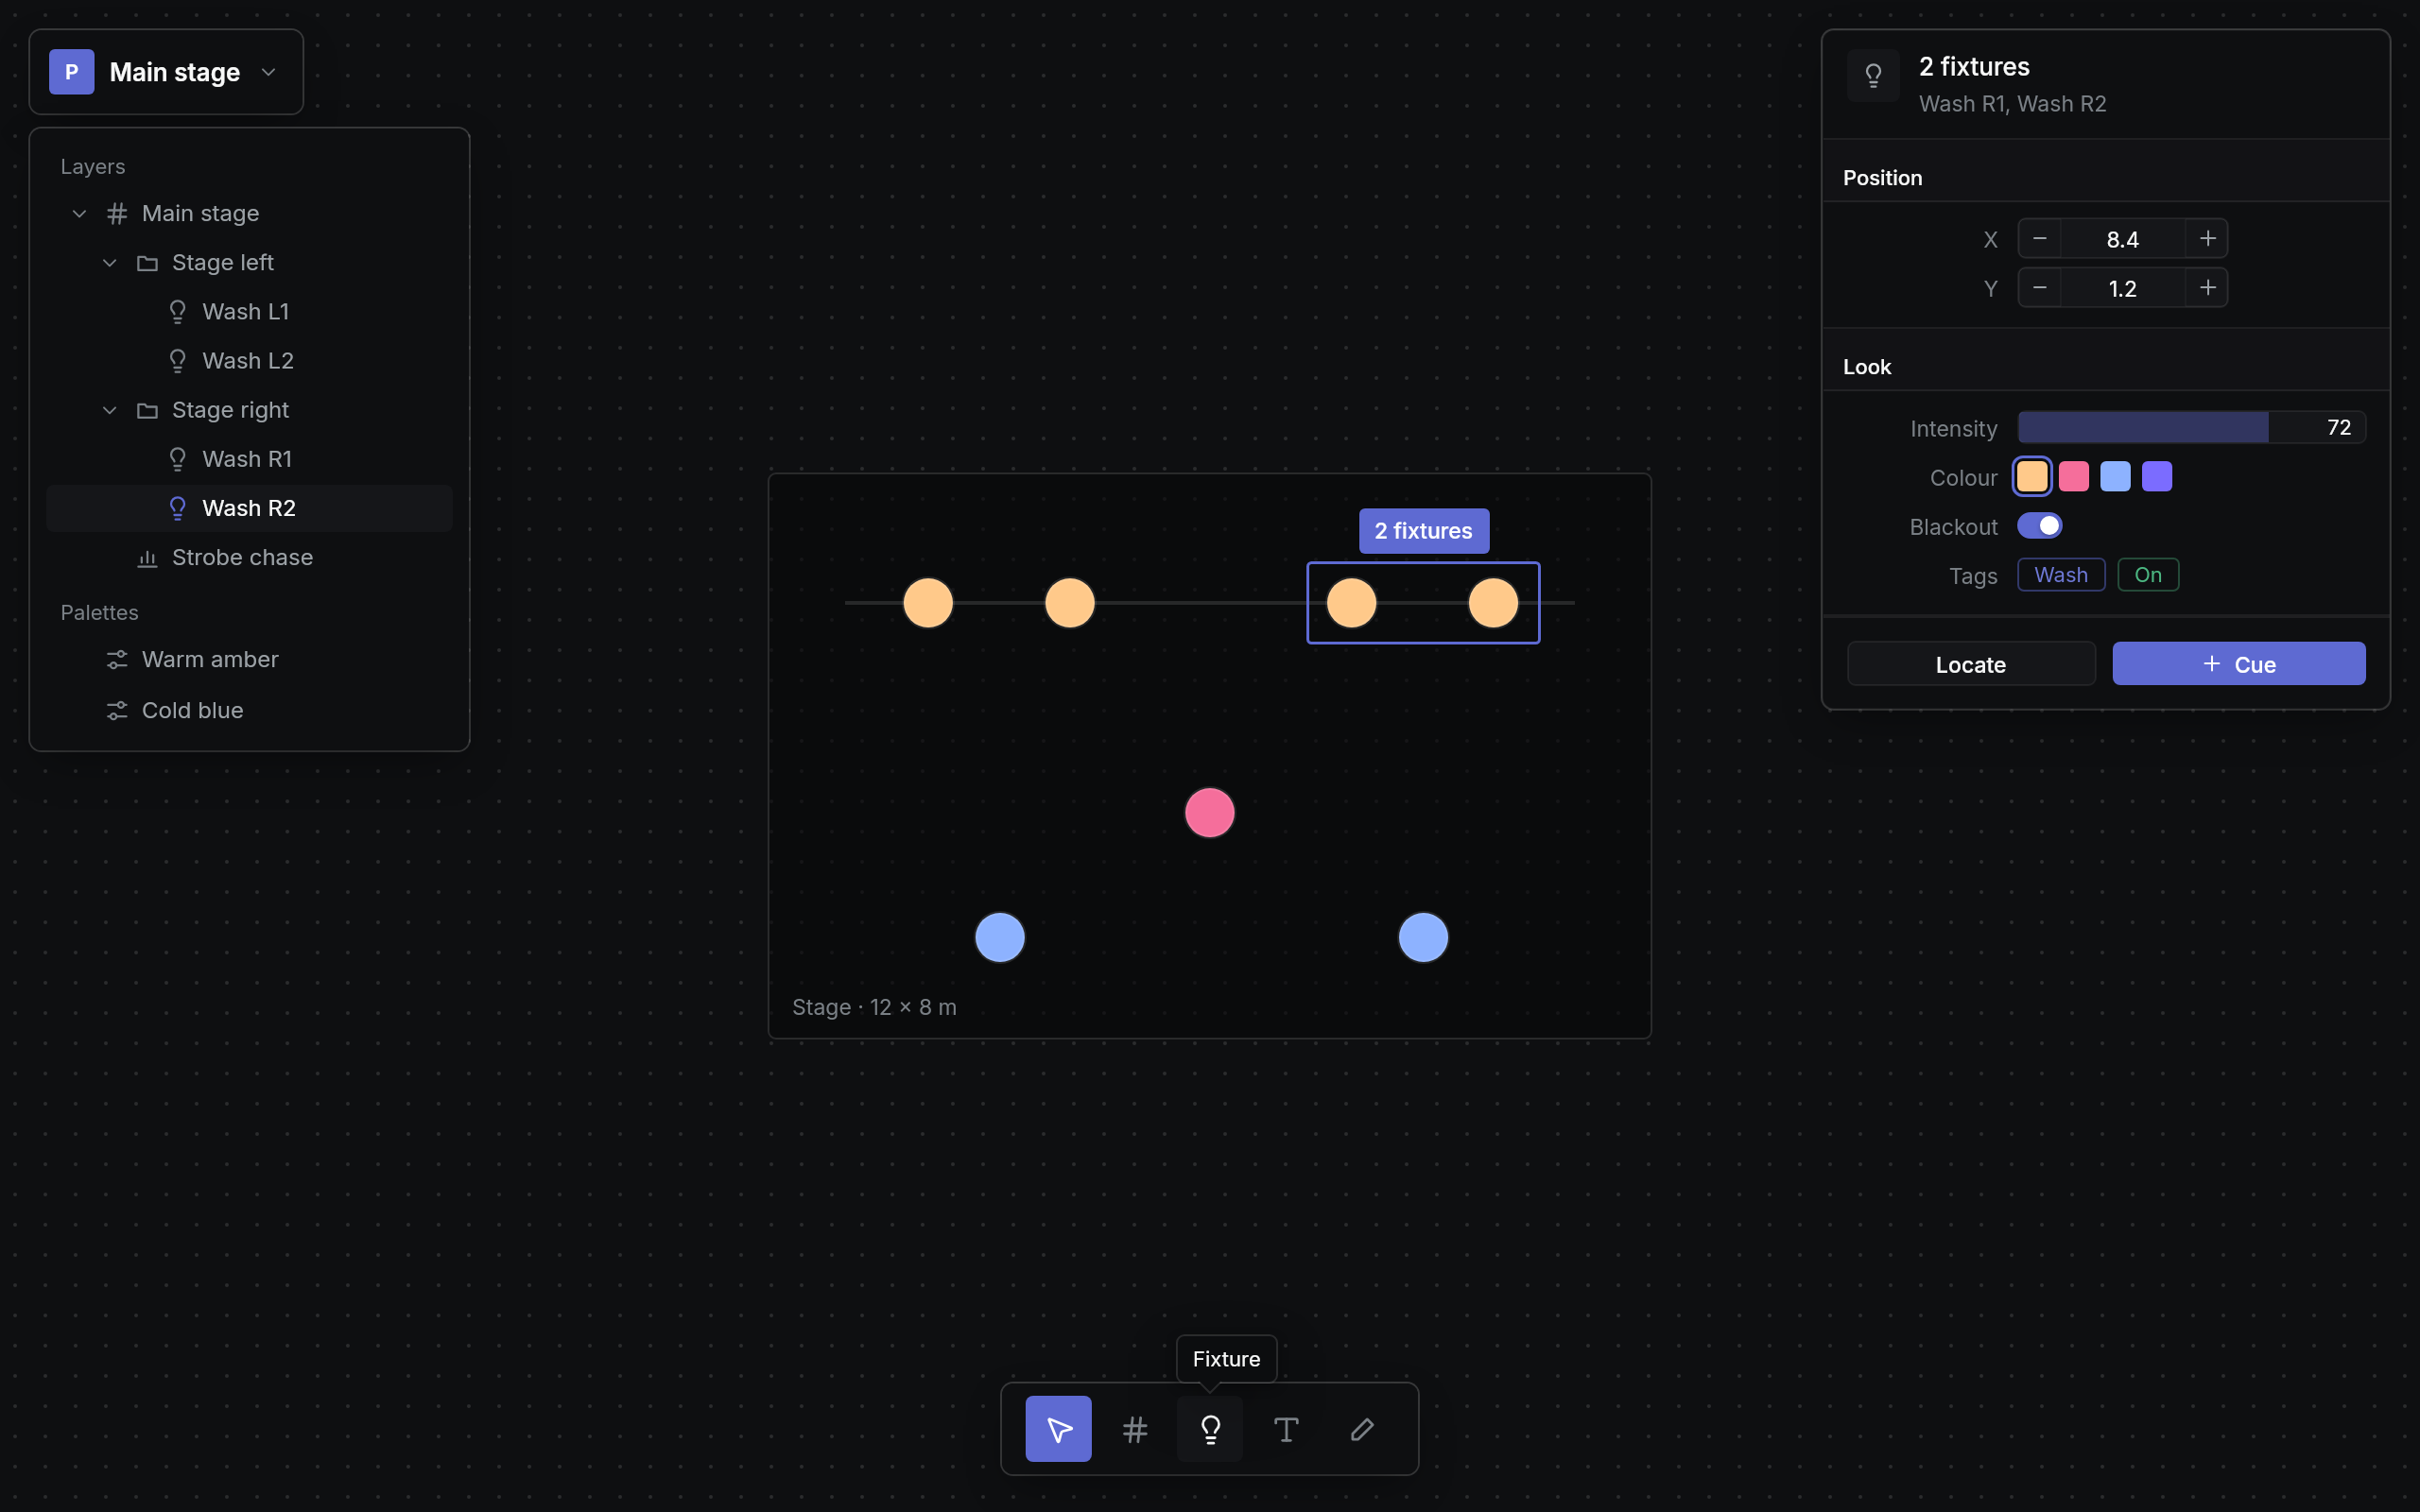 P Main stage
Layers
Main stage
Stage left
Wash L1
Wash L2
Stage right
Wash R1
Wash R2
Strobe chase
Palettes
Warm amber
Cold blue
2 fixtures
Stage · 12 × 8 m
Fixture
2 fixtures
Wash R1, Wash R2
Position
X 8.4
Y 1.2
Look
Intensity 72
Colour
Blackout
Tags Wash On
Locate + Cue